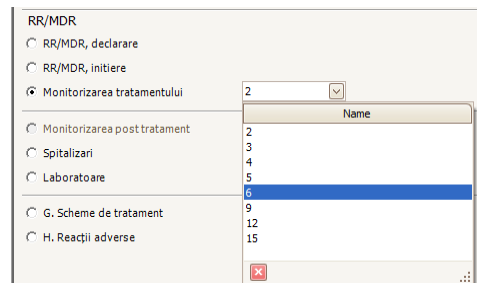 RR/MDR
RR/MDR, declarare
RR/MDR, initiere
Monitorizarea tratamentului 2
Name
Monitorizarea post tratament
2
3
Spitalizari
4
Laboratoare
5
6
G. Scheme de tratament
9
12
H. Reacții adverse
15